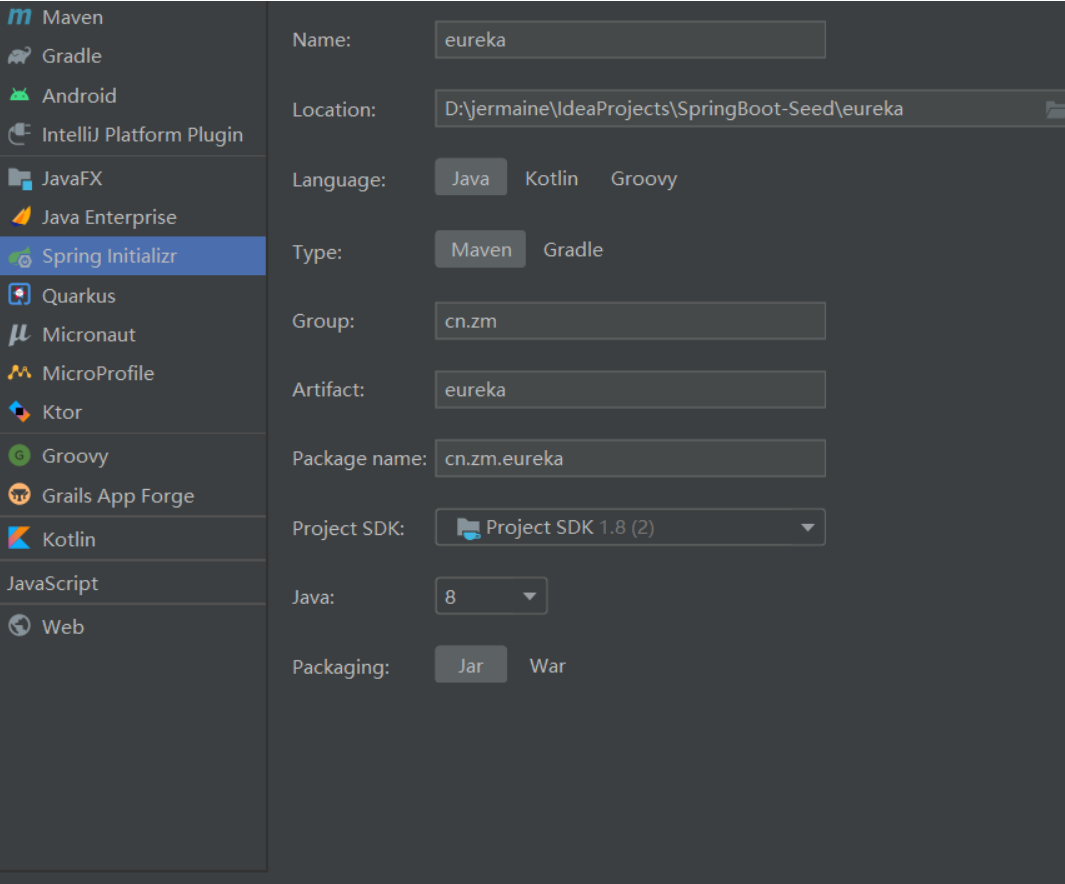 Maven
Gradle
Android
IntelliJ Platform Plugin
JavaFX
Java Enterprise
Spring Initializr
Quarkus
Micronaut
MicroProfile
Ktor
Groovy
Grails App Forge
Kotlin
JavaScript
Web
Name: eureka
Location: D:\jermaine\IdeaProjects\SpringBoot-Seed\eureka
Language: Java Kotlin Groovy
Type: Maven Gradle
Group: cn.zm
Artifact: eureka
Package name: cn.zm.eureka
Project SDK: Project SDK 1.8 (2)
Java: 8
Packaging: Jar War